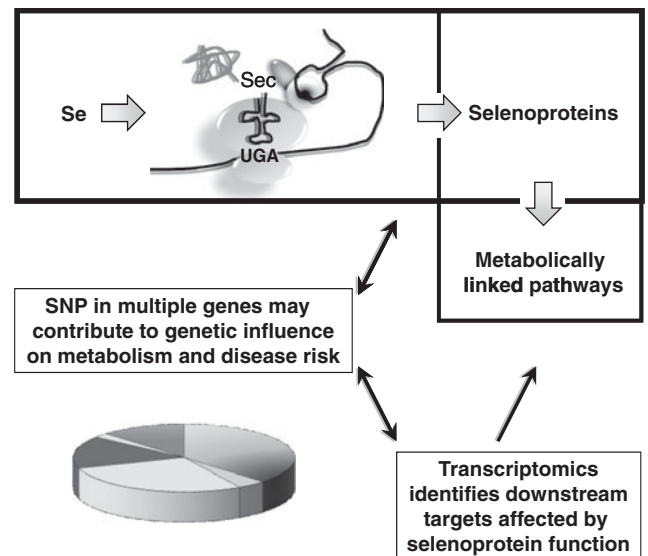 Se
Sec
UGA
Selenoproteins
Metabolically
linked pathways
SNP in multiple genes may
contribute to genetic influence
on metabolism and disease risk
Transcriptomics
identifies downstream
targets affected by
selenoprotein function